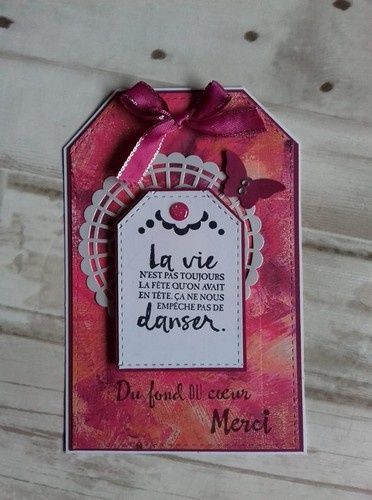 La vie
N'EST PAS TOUJOURS
LA FÊTE QU'ON AVAIT
EN TÊTE. ÇA NE NOUS
EMPÊCHE PAS DE
danser.
Du fond DU cœur
Merci